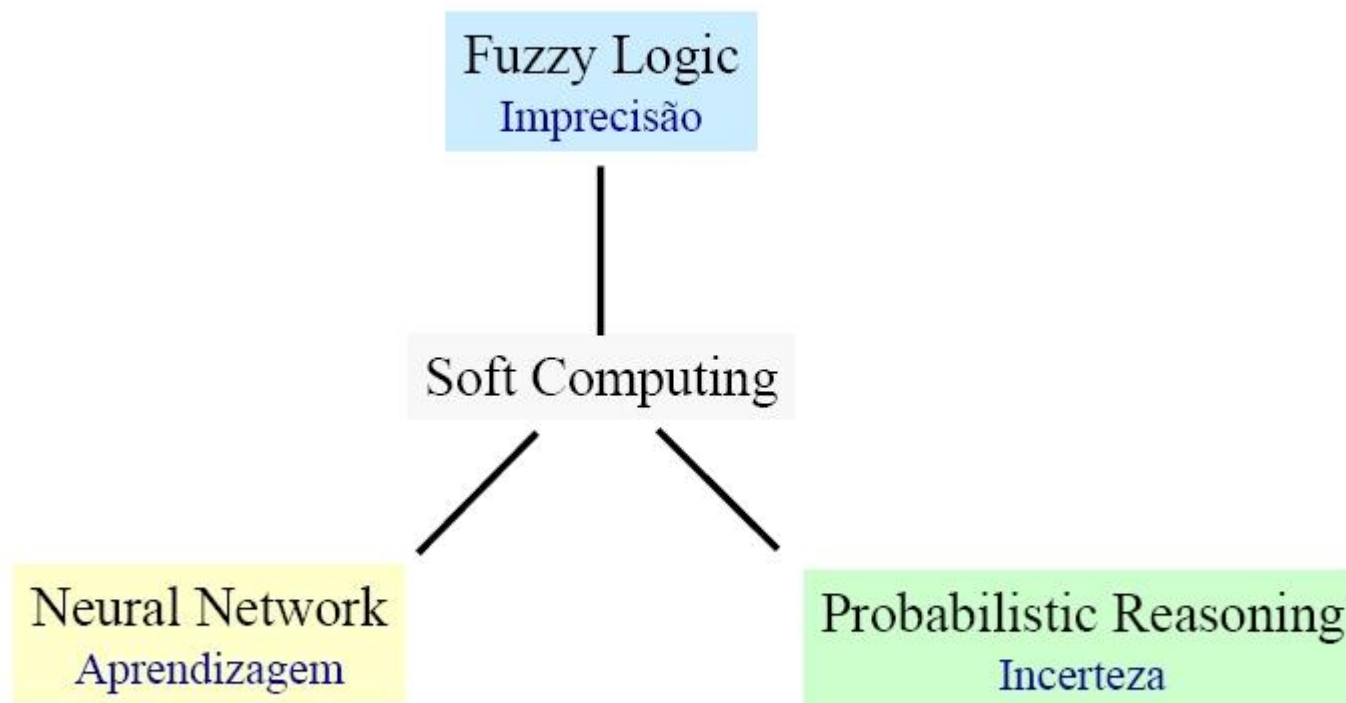 Fuzzy Logic
Imprecisão
Soft Computing
Neural Network
Aprendizagem
Probabilistic Reasoning
Incerteza